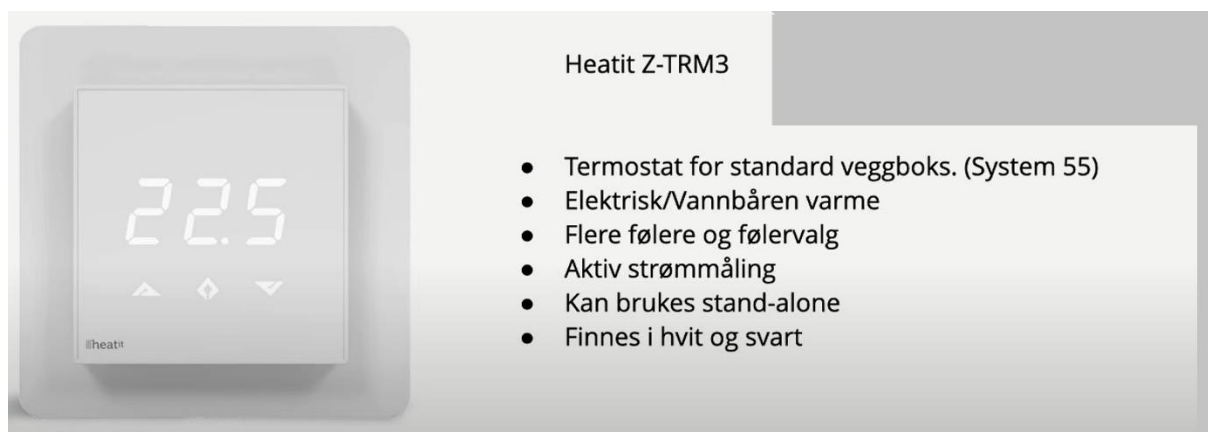 22.5
heatit
Heatit Z-TRM3
● Termostat for standard veggboks. (System 55)
● Elektrisk/Vannbåren varme
● Flere følere og følervalg
● Aktiv strømmåling
● Kan brukes stand-alone
● Finnes i hvit og svart